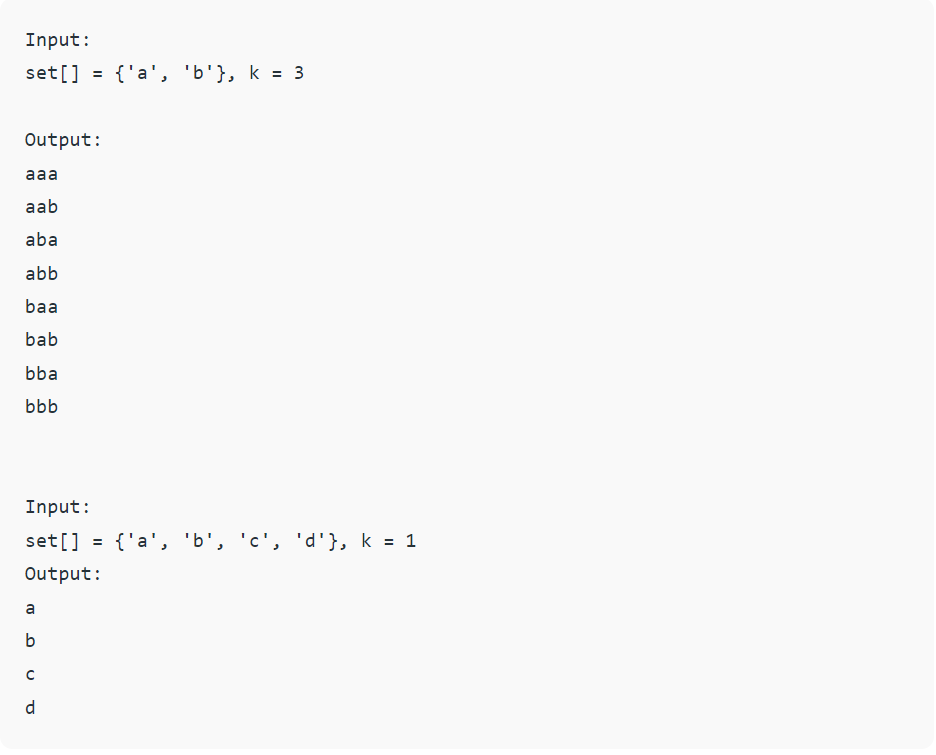 Input:
set[] = {'a', 'b'}, k = 3
Output:
aaa
aab
aba
abb
baa
bab
bba
bbb
Input:
set[] = {'a', 'b', 'c', 'd'}, k = 1
Output:
a
b
c
d